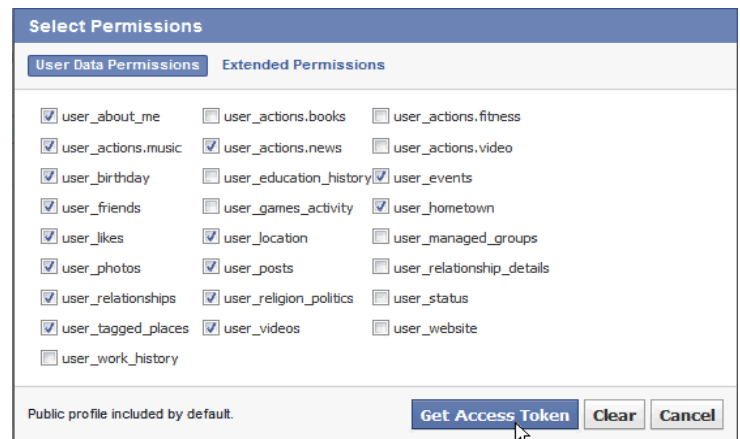 Select Permissions
User Data Permissions Extended Permissions
user_about_me user_actions.books user_actions.fitness
user_actions.music user_actions.news user_actions.video
user_birthday user_education_history user_events
user_friends user_games_activity user_hometown
user_likes user_location user_managed_groups
user_photos user_posts user_relationship_details
user_relationships user_religion_politics user_status
user_tagged_places user_videos user_website
user_work_history
Public profile included by default. Get Access Token Clear Cancel